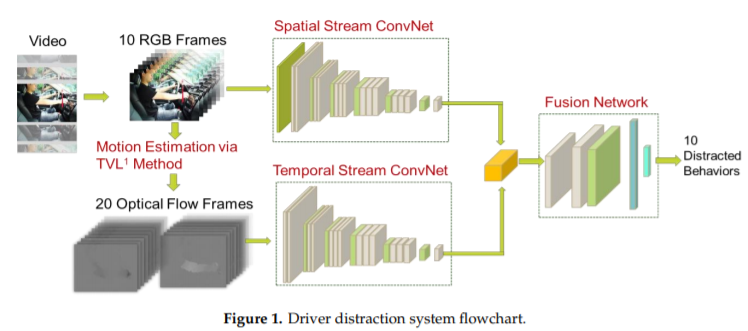 Video
10 RGB Frames
Spatial Stream ConvNet
Motion Estimation via
TVL¹ Method
20 Optical Flow Frames
Temporal Stream ConvNet
Fusion Network
10
Distracted
Behaviors
Figure 1. Driver distraction system flowchart.